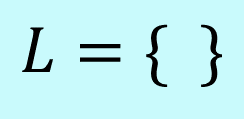 L = { }